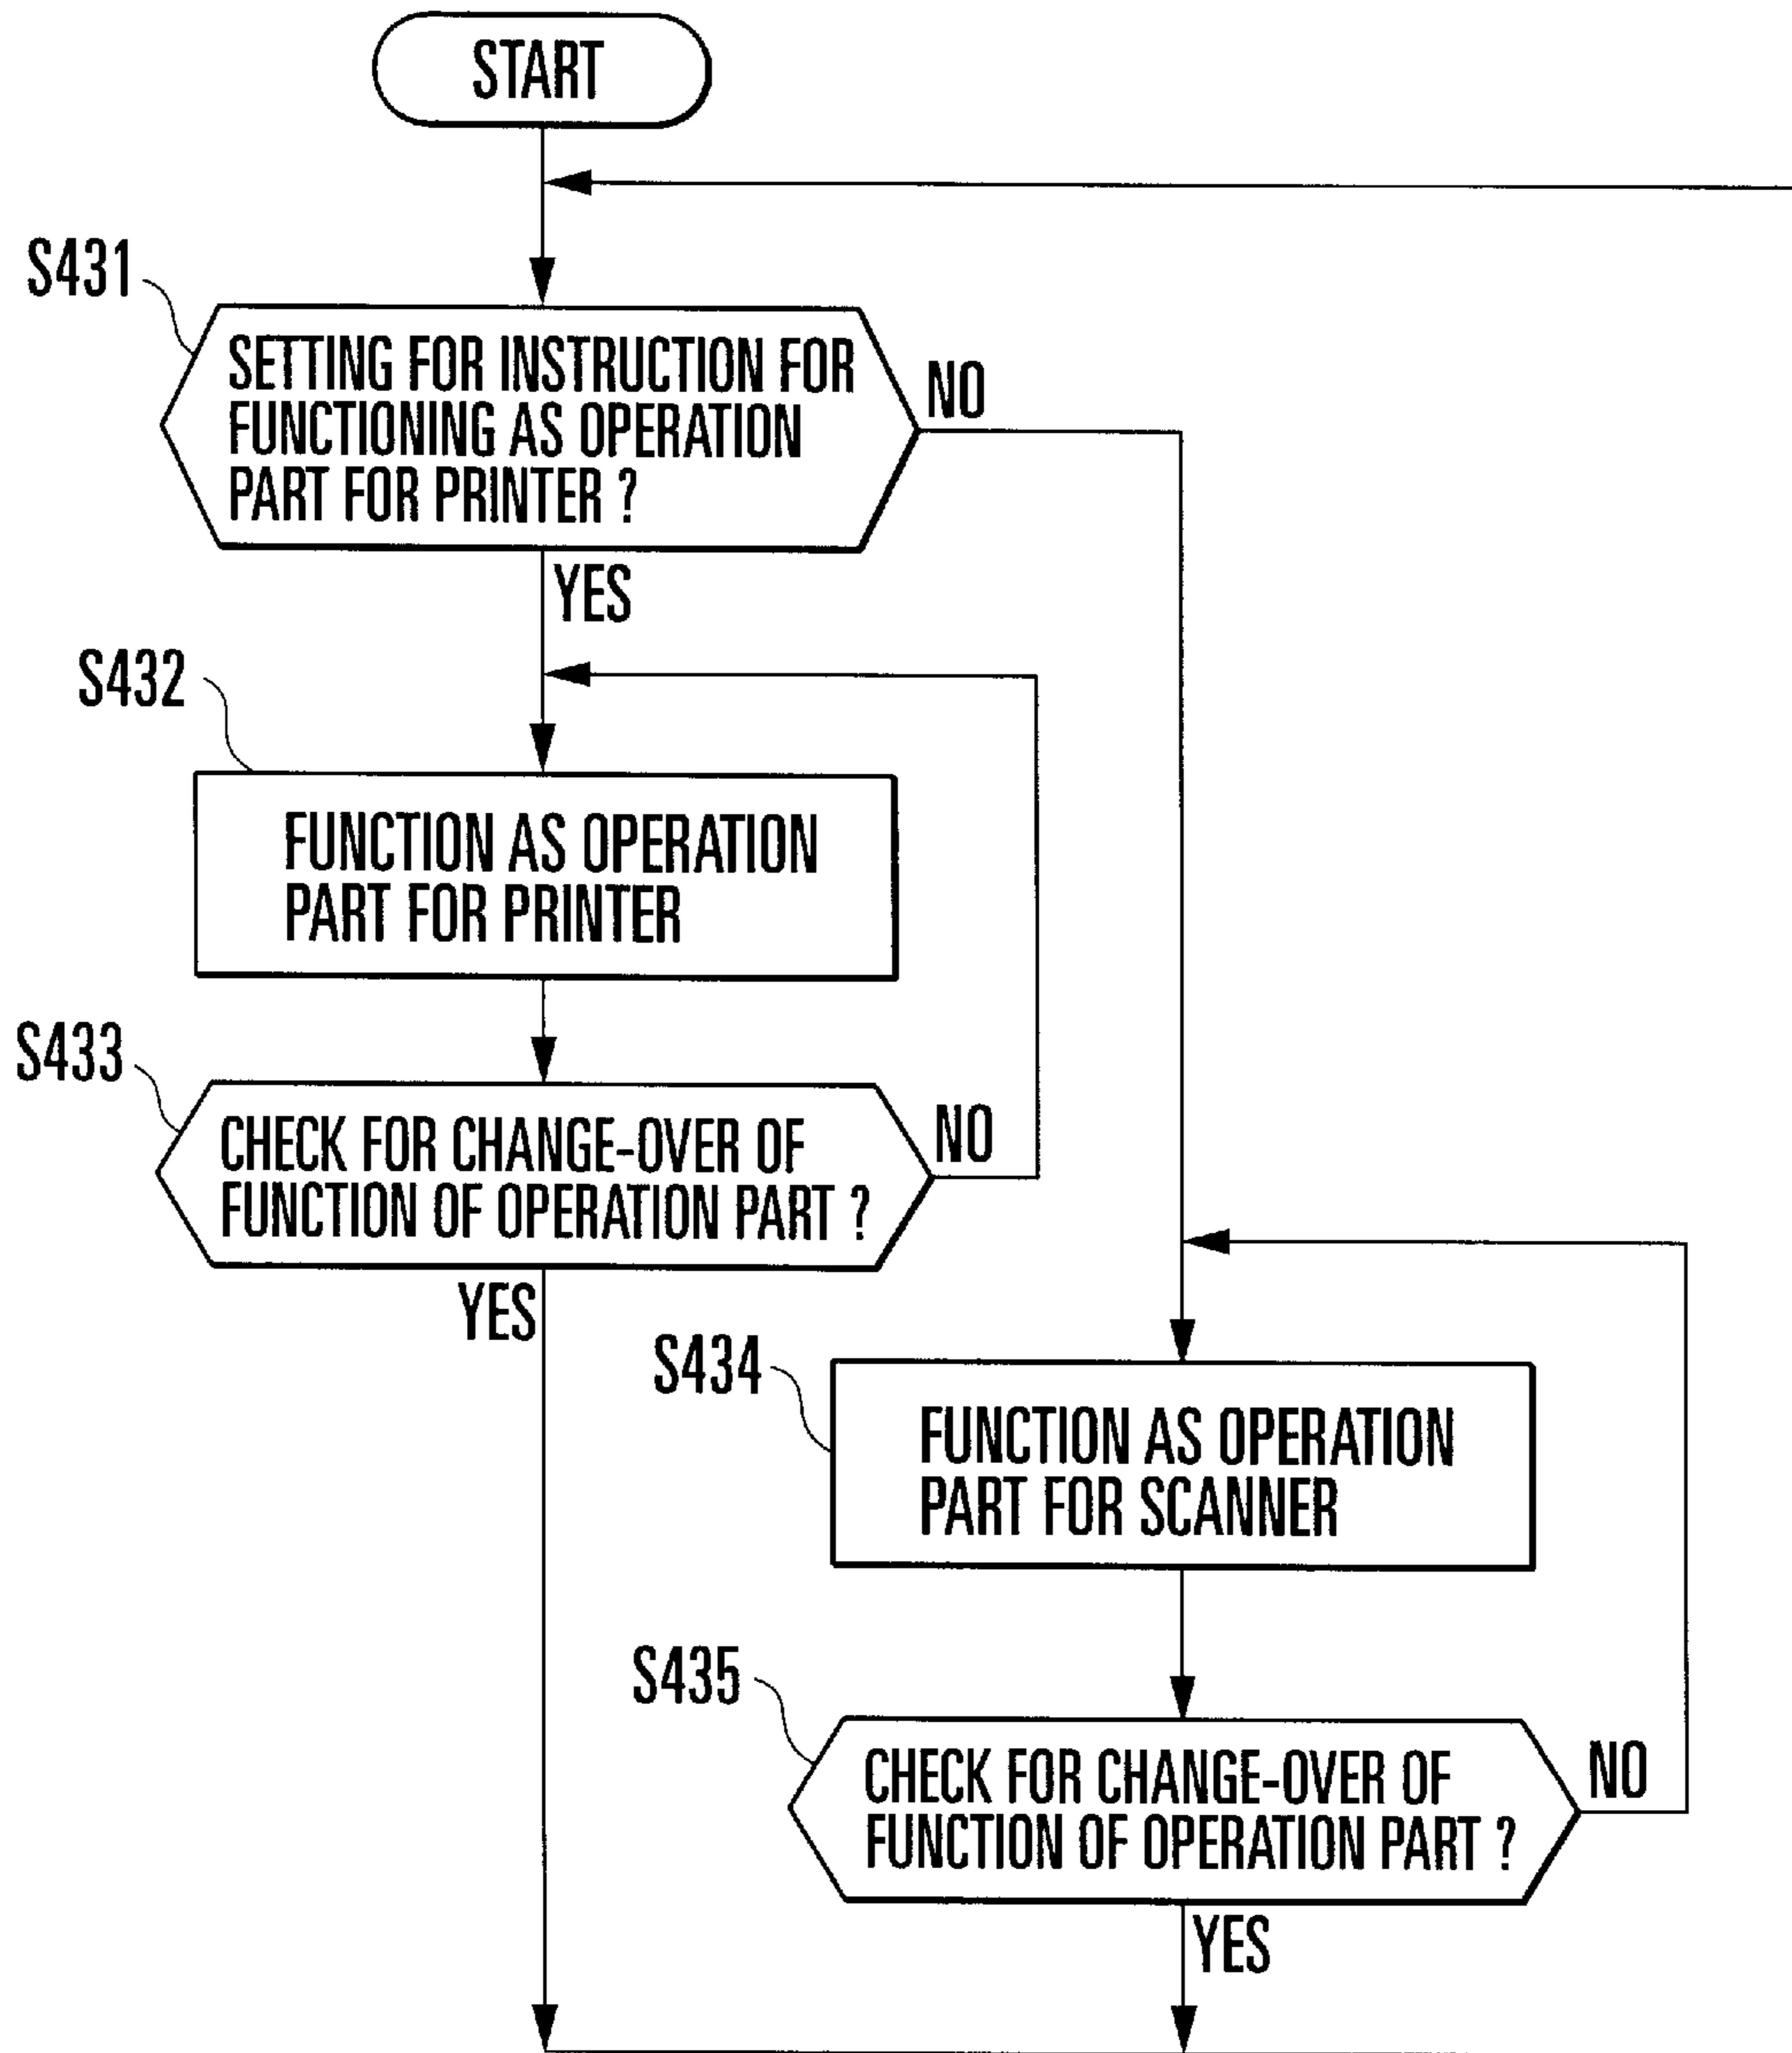 START
S431
SETTING FOR INSTRUCTION FOR
FUNCTIONING AS OPERATION
PART FOR PRINTER ?
NO
YES
S432
FUNCTION AS OPERATION
PART FOR PRINTER
S433
CHECK FOR CHANGE-OVER OF
FUNCTION OF OPERATION PART ?
NO
YES
S434
FUNCTION AS OPERATION
PART FOR SCANNER
S435
CHECK FOR CHANGE-OVER OF
FUNCTION OF OPERATION PART ?
NO
YES